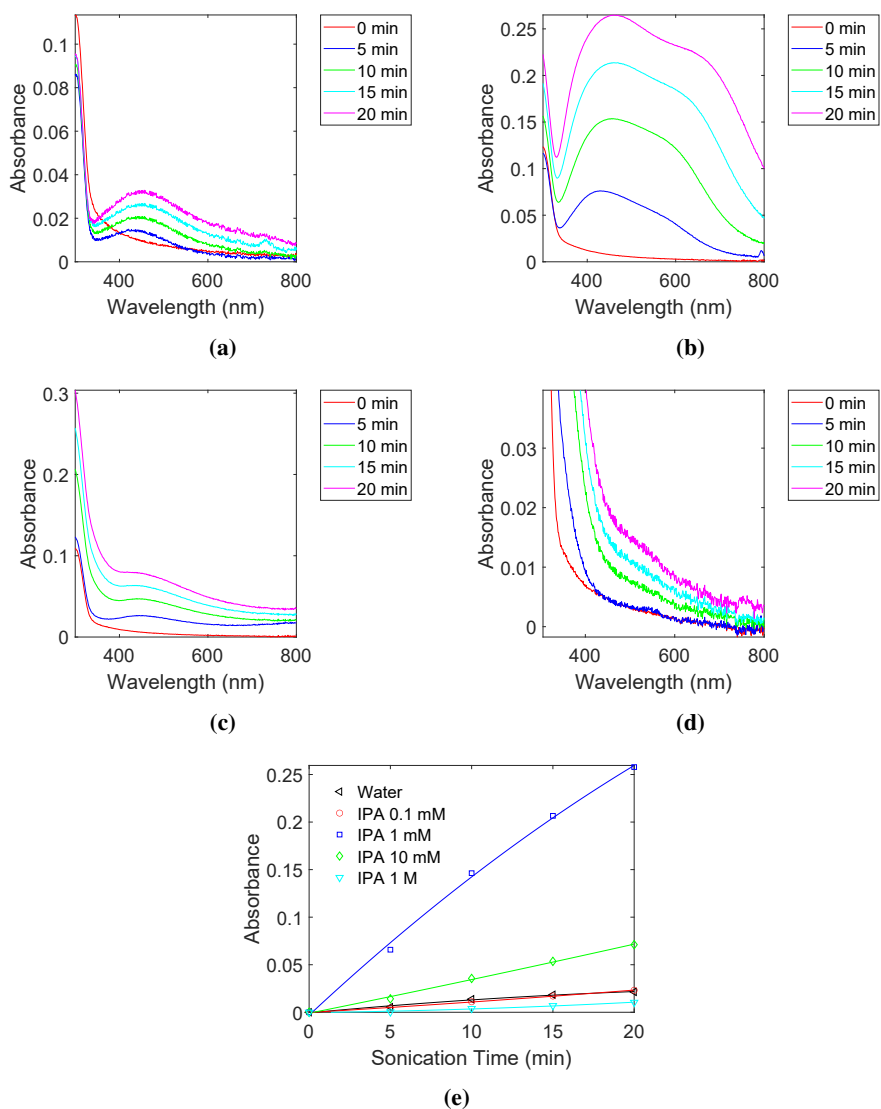 0.1
0.08
0.06
0.04
0.02
0
400
600
800
Absorbance
Wavelength (nm)
0 min
5 min
10 min
15 min
20 min
(a)
0.25
0.2
0.15
0.1
0.05
0
400
600
800
Absorbance
Wavelength (nm)
0 min
5 min
10 min
15 min
20 min
(b)
0.3
0.2
0.1
0
400
600
800
Absorbance
Wavelength (nm)
0 min
5 min
10 min
15 min
20 min
(c)
0.03
0.02
0.01
0
400
600
800
Absorbance
Wavelength (nm)
0 min
5 min
10 min
15 min
20 min
(d)
0.25
0.2
0.15
0.1
0.05
0
0
5
10
15
20
Absorbance
Sonication Time (min)
Water
IPA 0.1 mM
IPA 1 mM
IPA 10 mM
IPA 1 M
(e)